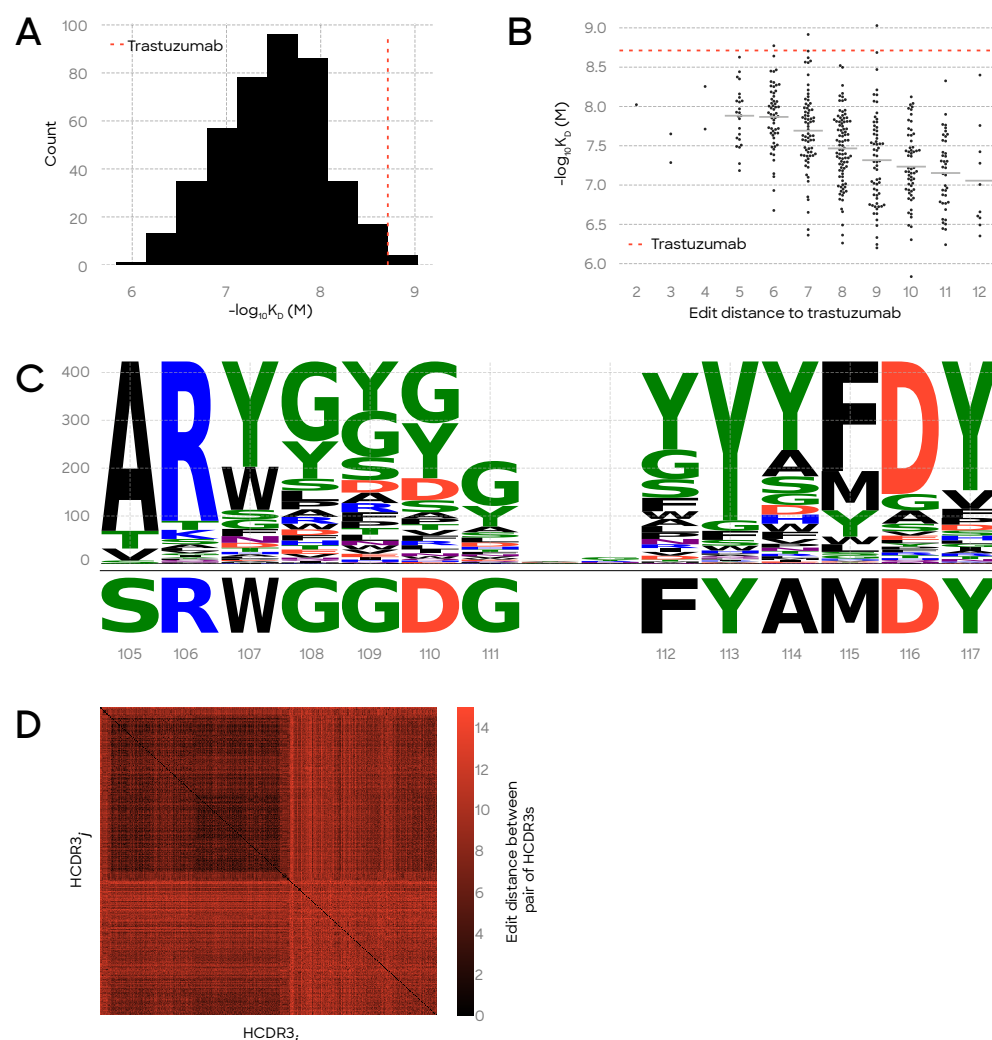 A
100
80
60
40
20
0
Count
Trastuzumab
6
7
8
9
-log₁₀K_D (M)
B
9.0
8.5
8.0
7.5
7.0
6.5
6.0
-log₁₀K_D (M)
Trastuzumab
2 3 4 5 6 7 8 9 10 11 12
Edit distance to trastuzumab
C
400
300
200
100
0
A R Y G Y G G Y Y Y F D Y
S R W G G D G F Y A M D Y
105 106 107 108 109 110 111 112 113 114 115 116 117
D
HCDR3j
HCDR3i
14
12
10
8
6
4
2
0
Edit distance between
pair of HCDR3s